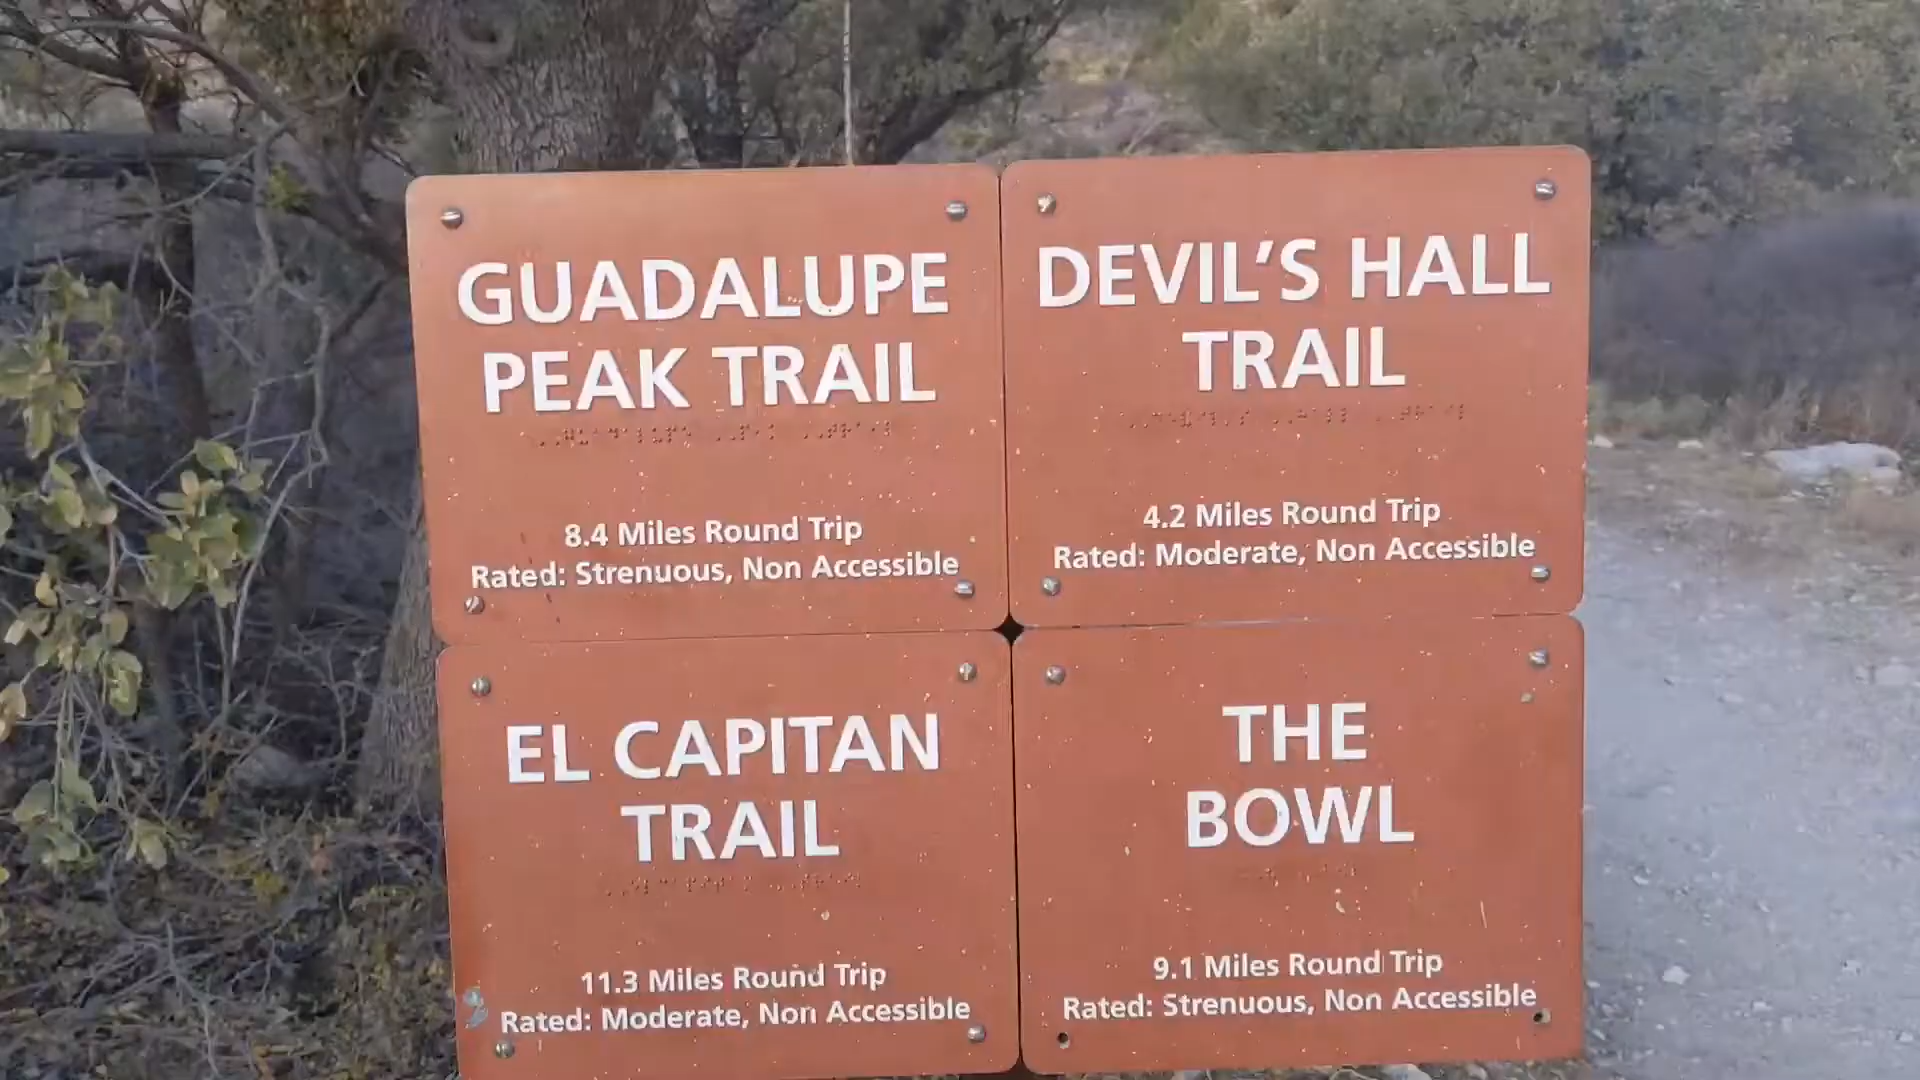 GUADALUPE
PEAK TRAIL
8.4 Miles Round Trip
Rated: Strenuous, Non Accessible
DEVIL'S HALL
TRAIL
4.2 Miles Round Trip
Rated: Moderate, Non Accessible
EL CAPITAN
TRAIL
11.3 Miles Round Trip
Rated: Moderate, Non Accessible
THE
BOWL
9.1 Miles Round Trip
Rated: Strenuous, Non Accessible